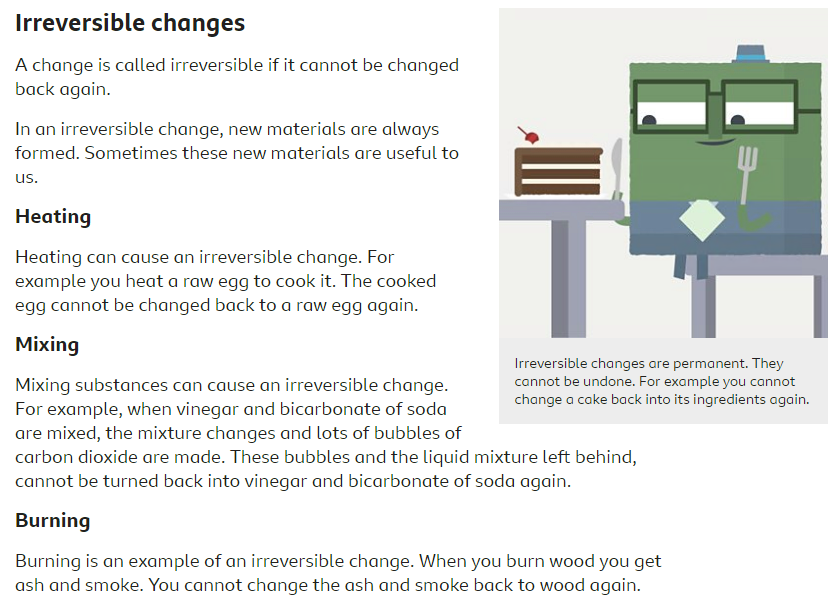 Irreversible changes
A change is called irreversible if it cannot be changed
back again.
In an irreversible change, new materials are always
formed. Sometimes these new materials are useful to
us.
Heating
Heating can cause an irreversible change. For
example you heat a raw egg to cook it. The cooked
egg cannot be changed back to a raw egg again.
Mixing
Mixing substances can cause an irreversible change.
For example, when vinegar and bicarbonate of soda
are mixed, the mixture changes and lots of bubbles of
carbon dioxide are made. These bubbles and the liquid mixture left behind,
cannot be turned back into vinegar and bicarbonate of soda again.
Burning
Burning is an example of an irreversible change. When you burn wood you get
ash and smoke. You cannot change the ash and smoke back to wood again.
Irreversible changes are permanent. They
cannot be undone. For example you cannot
change a cake back into its ingredients again.